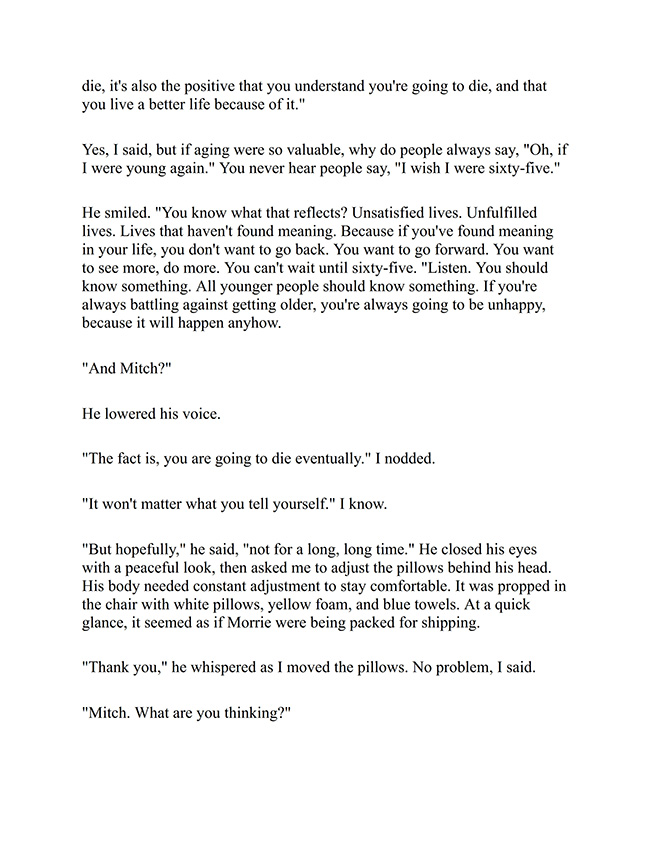 die, it's also the positive that you understand you're going to die, and that
you live a better life because of it."
Yes, I said, but if aging were so valuable, why do people always say, "Oh, if
I were young again." You never hear people say, "I wish I were sixty-five."
He smiled. "You know what that reflects? Unsatisfied lives. Unfulfilled
lives. Lives that haven't found meaning. Because if you've found meaning
in your life, you don't want to go back. You want to go forward. You want
to see more, do more. You can't wait until sixty-five. "Listen. You should
know something. All younger people should know something. If you're
always battling against getting older, you're always going to be unhappy,
because it will happen anyhow.
"And Mitch?"
He lowered his voice.
"The fact is, you are going to die eventually." I nodded.
"It won't matter what you tell yourself." I know.
"But hopefully," he said, "not for a long, long time." He closed his eyes
with a peaceful look, then asked me to adjust the pillows behind his head.
His body needed constant adjustment to stay comfortable. It was propped in
the chair with white pillows, yellow foam, and blue towels. At a quick
glance, it seemed as if Morrie were being packed for shipping.
"Thank you," he whispered as I moved the pillows. No problem, I said.
"Mitch. What are you thinking?"